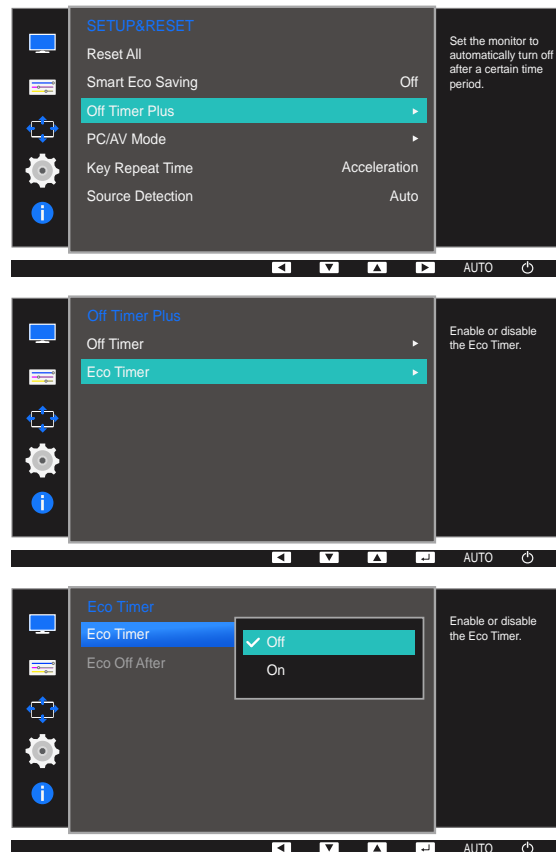 SETUP&RESET
Reset All
Smart Eco Saving Off
Off Timer Plus
PC/AV Mode
Key Repeat Time Acceleration
Source Detection Auto
Set the monitor to
automatically turn off
after a certain time
period.
AUTO
Off Timer Plus
Off Timer
Eco Timer
Enable or disable
the Eco Timer.
AUTO
Eco Timer
Eco Timer
Off
Eco Off After
On
Enable or disable
the Eco Timer.
AUTO